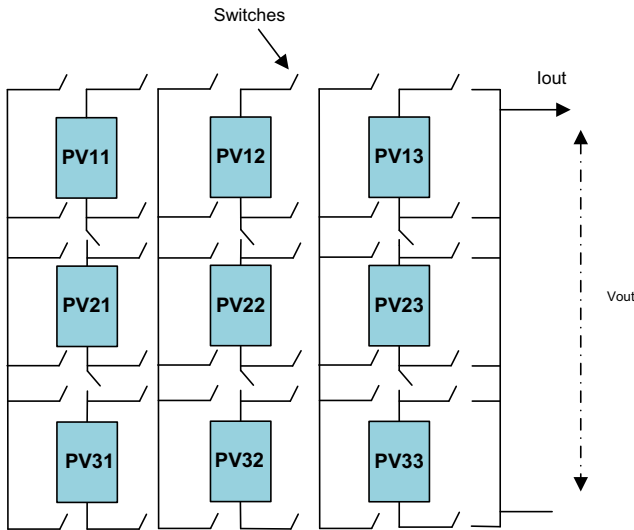 Switches
Iout
PV11
PV12
PV13
PV21
PV22
PV23
Vout
PV31
PV32
PV33